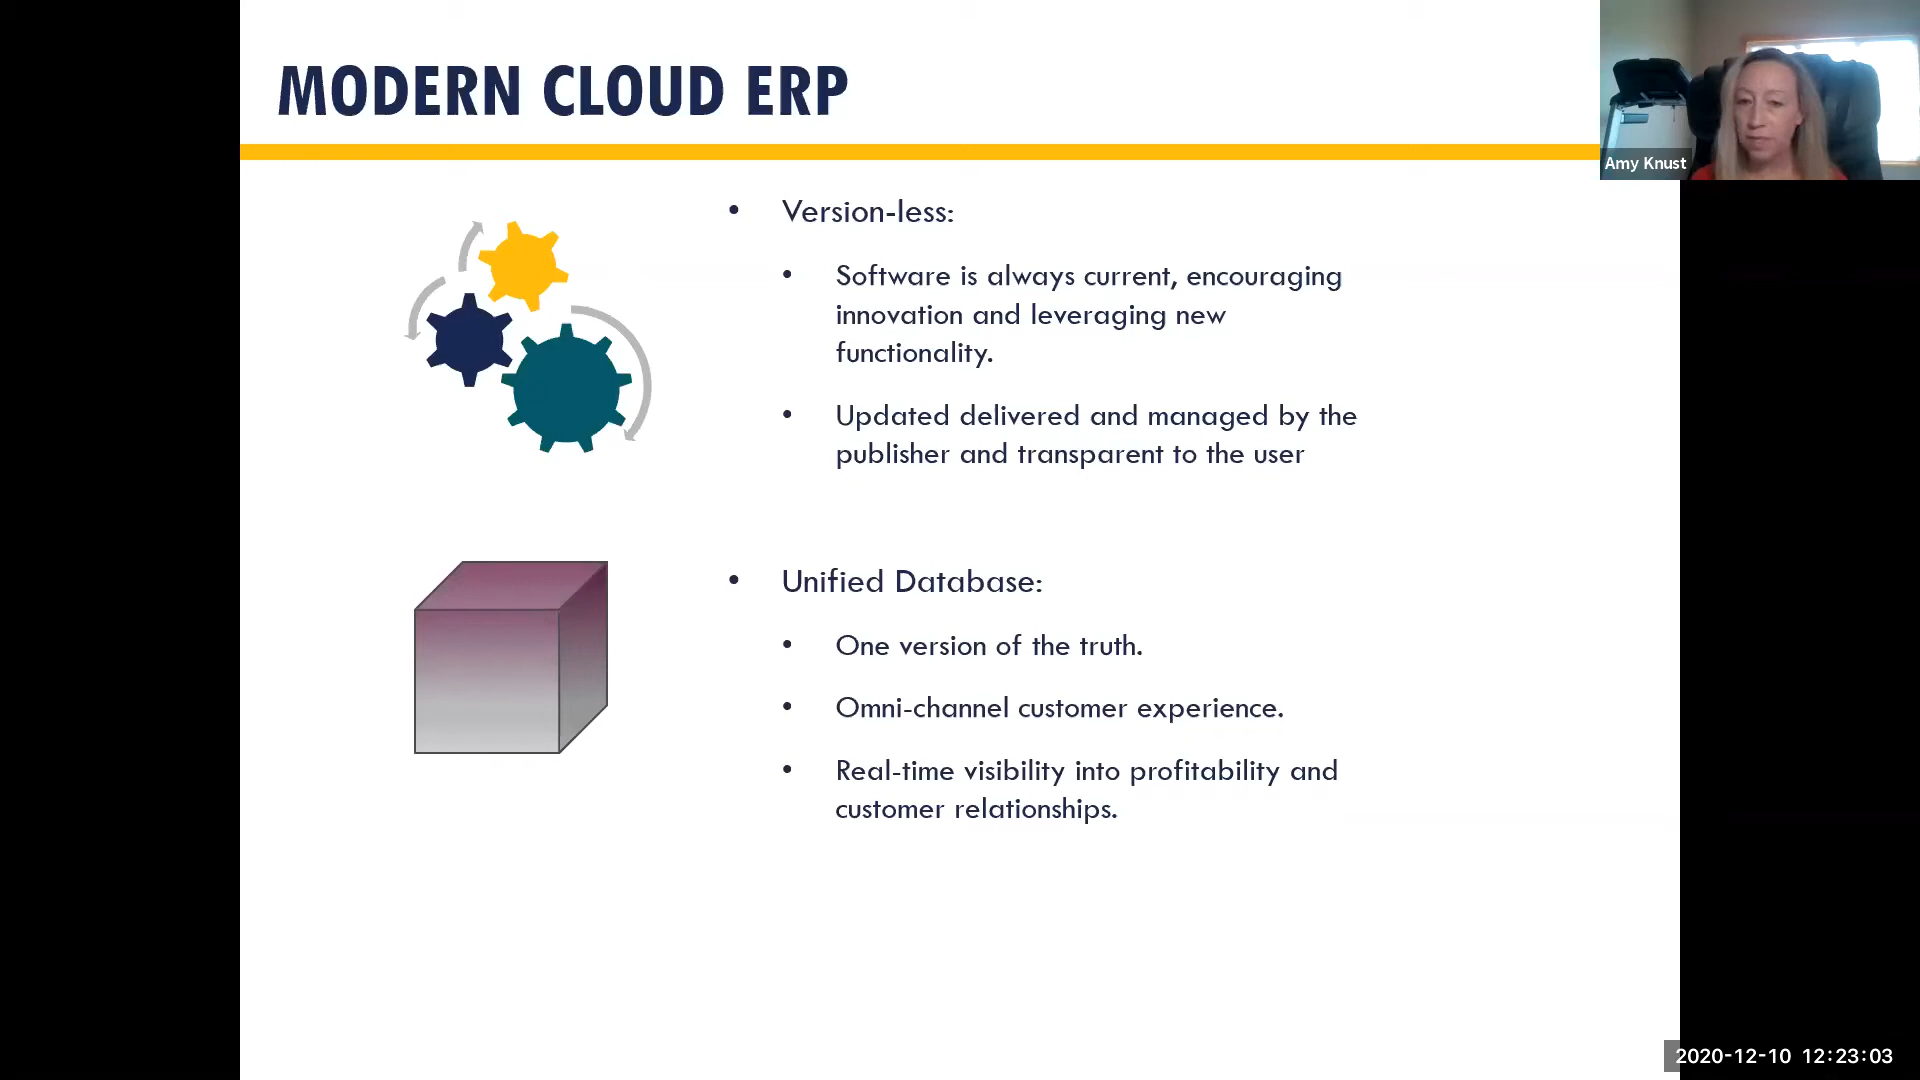 MODERN CLOUD ERP
Amy Knust
• Version-less:
• Software is always current, encouraging
innovation and leveraging new
functionality.
• Updated delivered and managed by the
publisher and transparent to the user
• Unified Database:
• One version of the truth.
• Omni-channel customer experience.
• Real-time visibility into profitability and
customer relationships.
2020-12-10 12:23:03